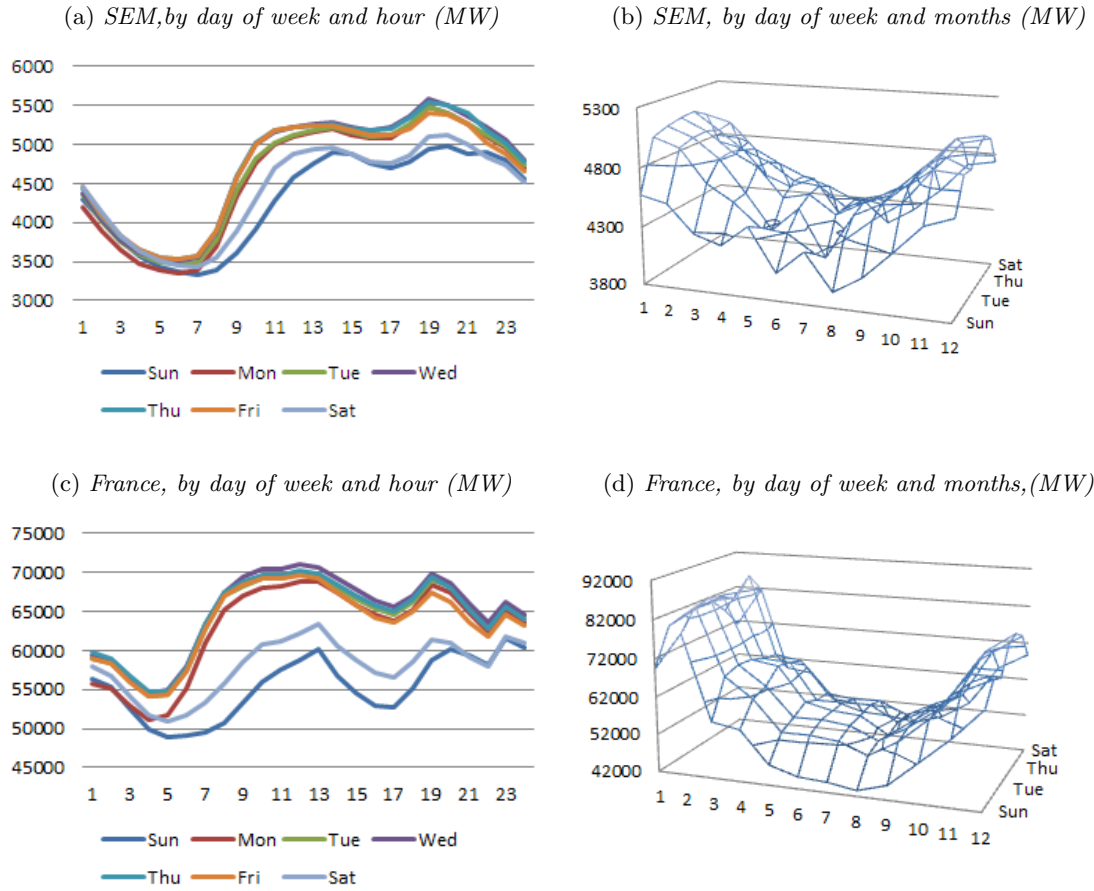 (a) SEM,by day of week and hour (MW)
6000
5500
5000
4500
4000
3500
3000
1 3 5 7 9 11 13 15 17 19 21 23
Sun Mon Tue Wed
Thu Fri Sat
(b) SEM, by day of week and months (MW)
5300
4800
4300
3800
1 2 3 4 5 6 7 8 9 10 11 12
Sat
Thu
Tue
Sun
(c) France, by day of week and hour (MW)
75000
70000
65000
60000
55000
50000
45000
1 3 5 7 9 11 13 15 17 19 21 23
Sun Mon Tue Wed
Thu Fri Sat
(d) France, by day of week and months,(MW)
92000
82000
72000
62000
52000
42000
1 2 3 4 5 6 7 8 9 10 11 12
Sat
Thu
Tue
Sun